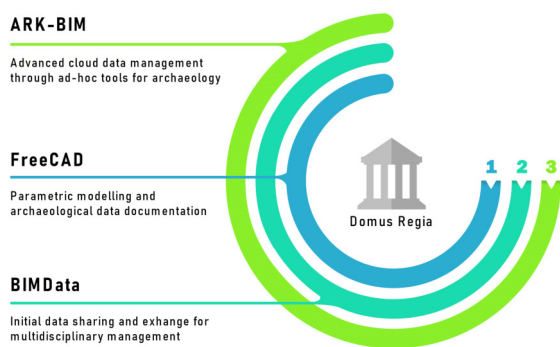 ARK-BIM
Advanced cloud data management
through ad-hoc tools for archaeology
FreeCAD
Parametric modelling and
archaeological data documentation
BIMData
Initial data sharing and exhange for
multidisciplinary management
Domus Regia
1 2 3